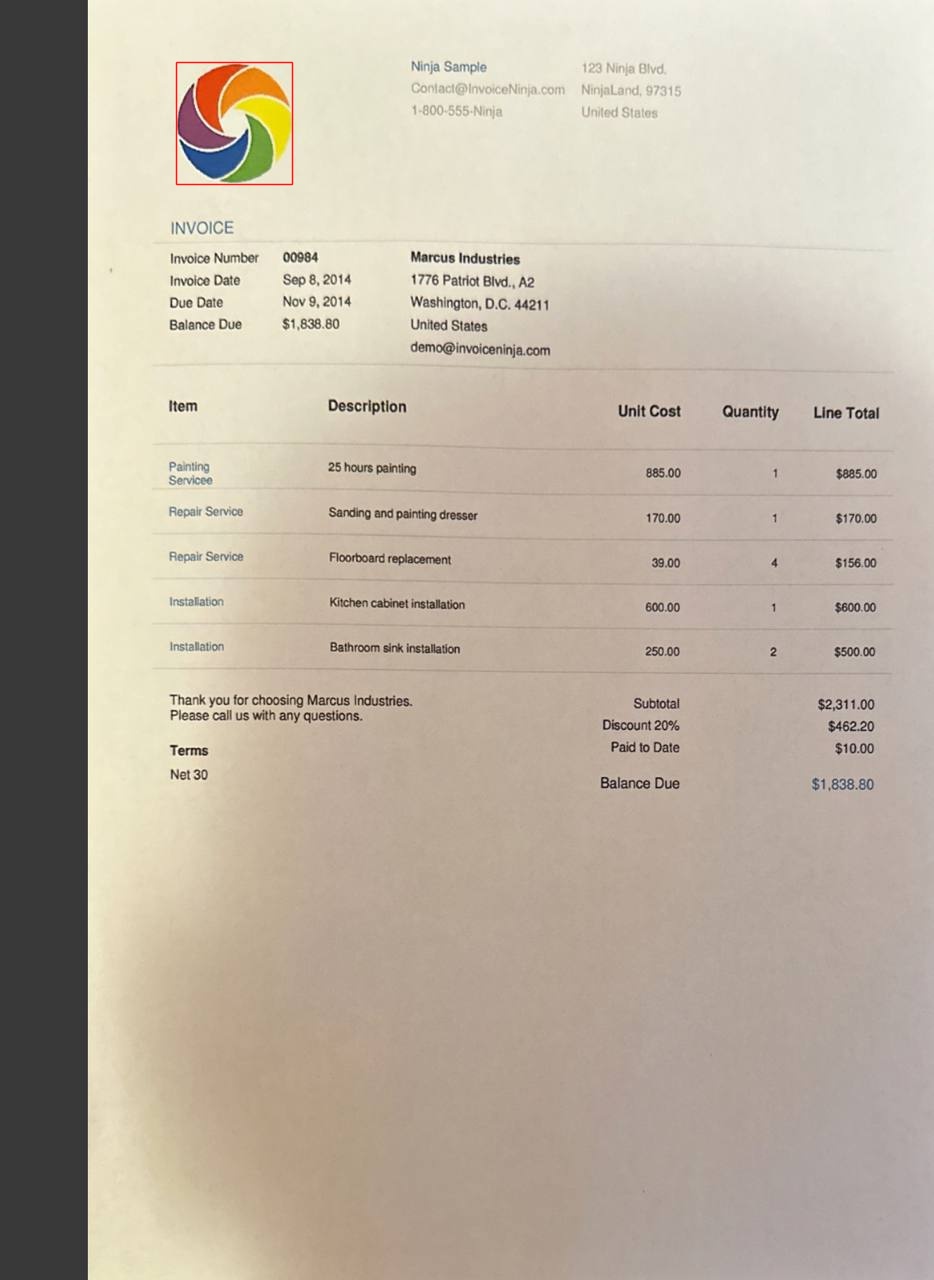 Ninja Sample
Contact@InvoiceNinja.com
1-800-555-Ninja
123 Ninja Blvd.
NinjaLand, 97315
United States
INVOICE
Invoice Number 00984
Invoice Date Sep 8, 2014
Due Date Nov 9, 2014
Balance Due $1,838.80
Marcus Industries
1776 Patriot Blvd., A2
Washington, D.C. 44211
United States
demo@invoiceninja.com
Item Description Unit Cost Quantity Line Total
Painting
Servicee 25 hours painting 885.00 1 $885.00
Repair Service Sanding and painting dresser 170.00 1 $170.00
Repair Service Floorboard replacement 39.00 4 $156.00
Installation Kitchen cabinet installation 600.00 1 $600.00
Installation Bathroom sink installation 250.00 2 $500.00
Thank you for choosing Marcus Industries.
Please call us with any questions.
Terms
Net 30
Subtotal $2,311.00
Discount 20% $462.20
Paid to Date $10.00
Balance Due $1,838.80